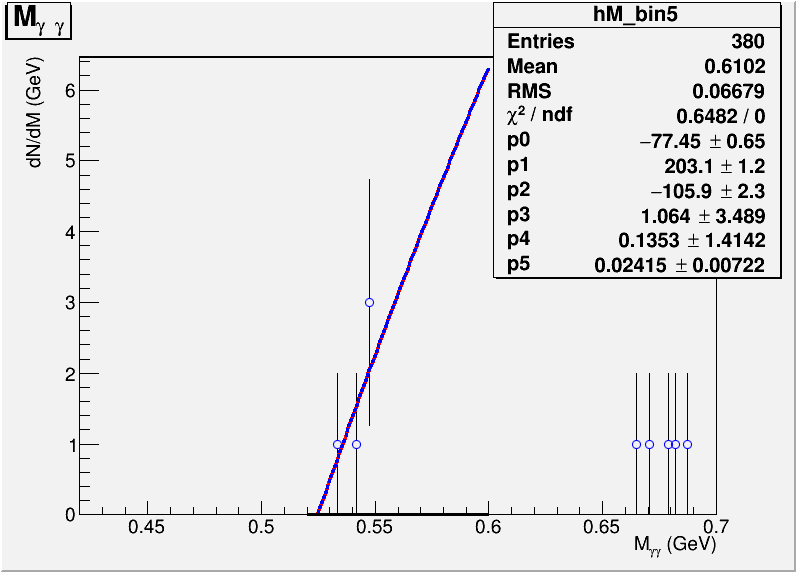 Mγ γ
hM_bin5
Entries 380
Mean 0.6102
RMS 0.06679
χ² / ndf 0.6482 / 0
p0 −77.45 ± 0.65
p1 203.1 ± 1.2
p2 −105.9 ± 2.3
p3 1.064 ± 3.489
p4 0.1353 ± 1.4142
p5 0.02415 ± 0.00722
dN/dM (GeV)
6
5
4
3
2
1
0
0.45 0.5 0.55 0.6 0.65 0.7
Mγγ (GeV)